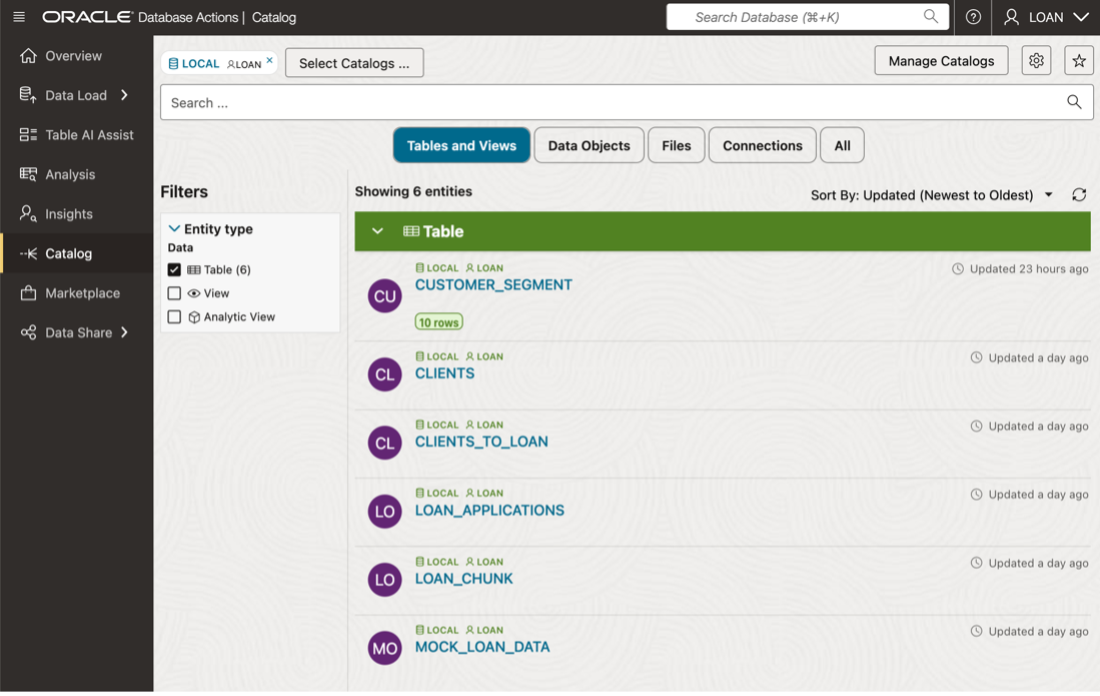 ORACLE Database Actions | Catalog
Search Database (⌘+K)
LOAN
Overview
Data Load
Table AI Assist
Analysis
Insights
Catalog
Marketplace
Data Share
LOCAL LOAN ×
Select Catalogs ...
Manage Catalogs
Search ...
Tables and Views
Data Objects
Files
Connections
All
Filters
Entity type
Data
Table (6)
View
Analytic View
Showing 6 entities
Sort By: Updated (Newest to Oldest)
Table
CU
LOCAL LOAN
CUSTOMER_SEGMENT
10 rows
Updated 23 hours ago
CL
LOCAL LOAN
CLIENTS
Updated a day ago
CL
LOCAL LOAN
CLIENTS_TO_LOAN
Updated a day ago
LO
LOCAL LOAN
LOAN_APPLICATIONS
Updated a day ago
LO
LOCAL LOAN
LOAN_CHUNK
Updated a day ago
MO
LOCAL LOAN
MOCK_LOAN_DATA
Updated a day ago